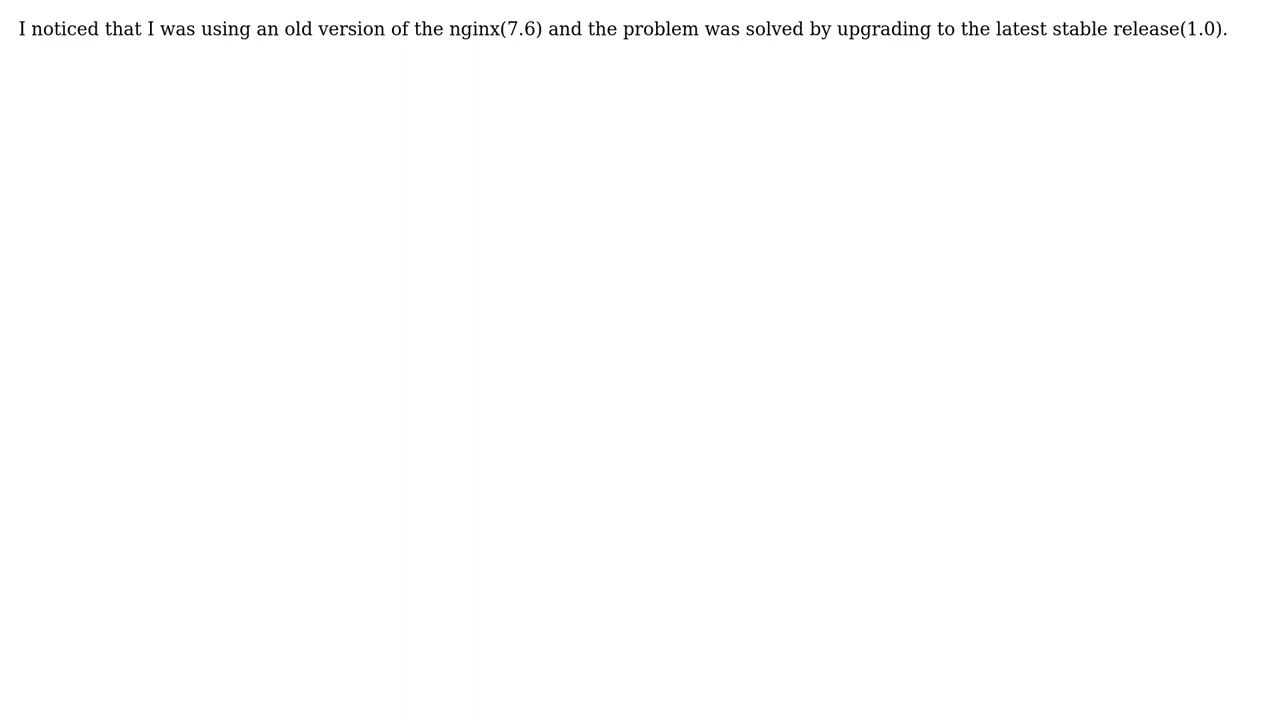 I noticed that I was using an old version of the nginx(7.6) and the problem was solved by upgrading to the latest stable release(1.0).